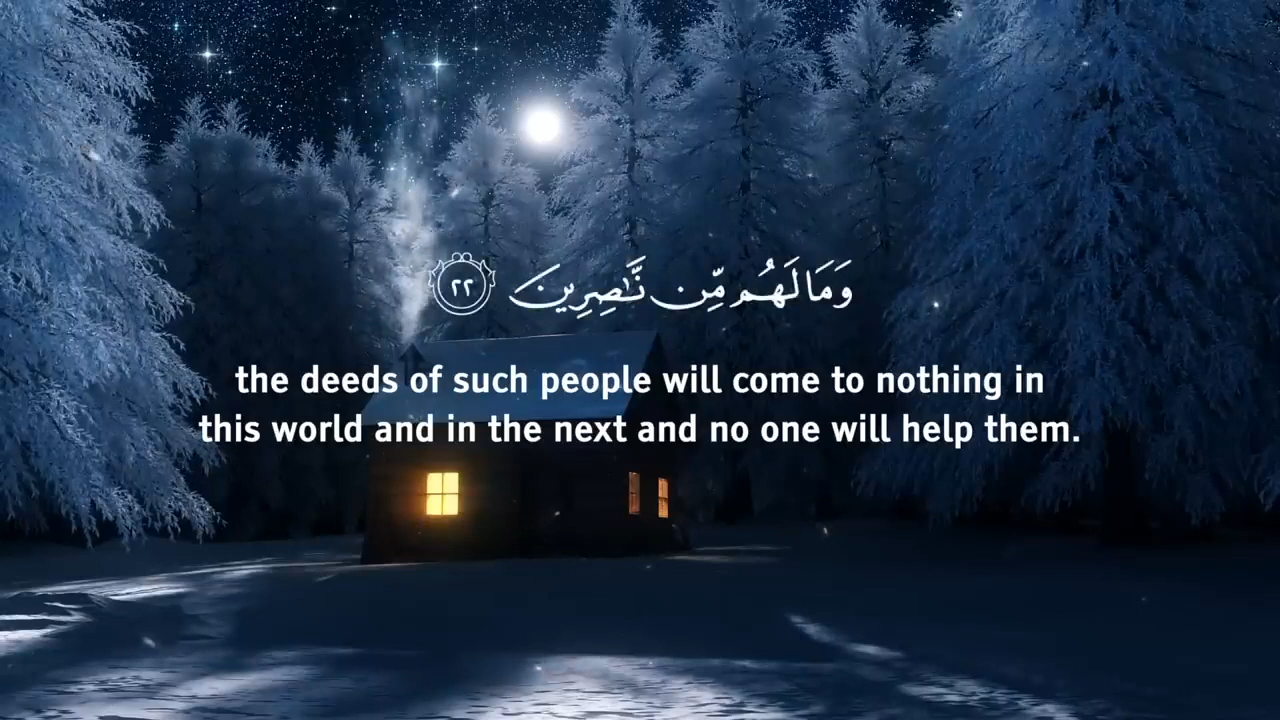 وَمَا لَهُم مِّن نَّٰصِرِينَ ٢٢
the deeds of such people will come to nothing in
this world and in the next and no one will help them.